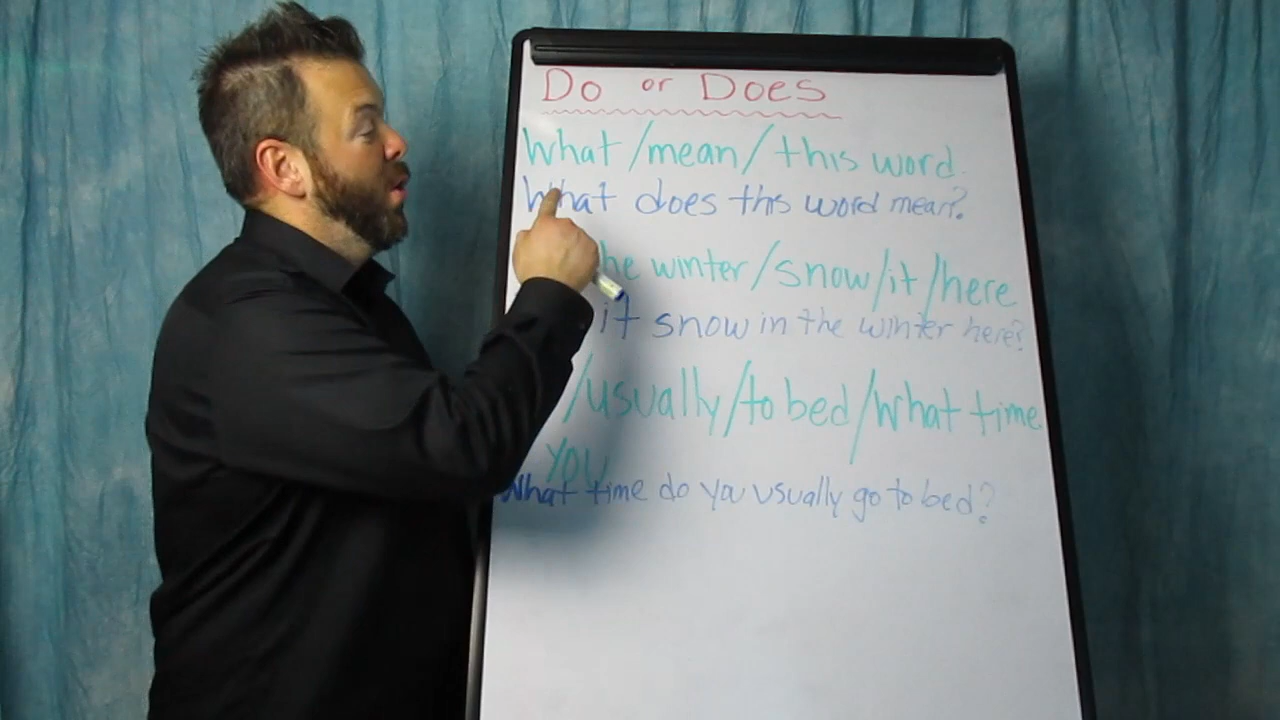 Do or Does
What /mean/this word.
What does this word mean?
he winter/snow/it/here
it snow in the winter here?
/usually/to bed/what time
you
What time do you usually go to bed?